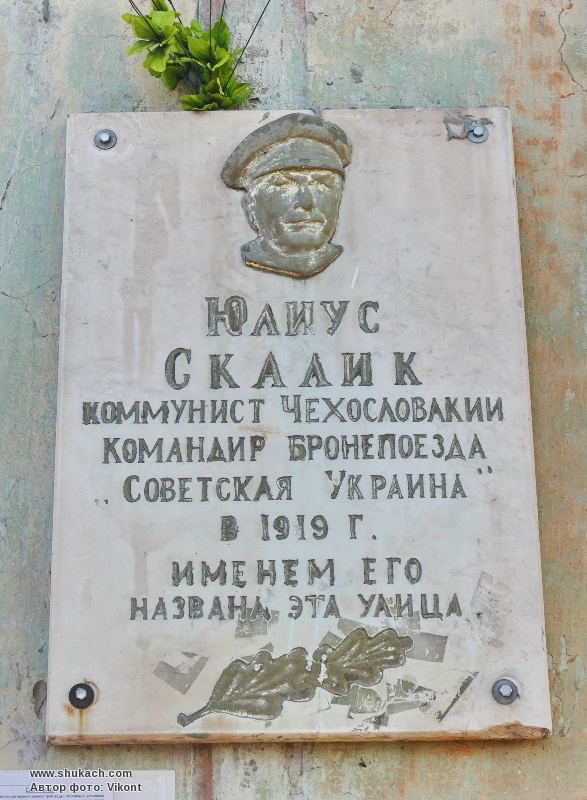 Юлиус
Скалик
коммунист Чехословакии
командир бронепоезда
„Советская Украина"
в 1919 г.
именем его
названа эта улица.
www.shukach.com
Автор фото: Vikont